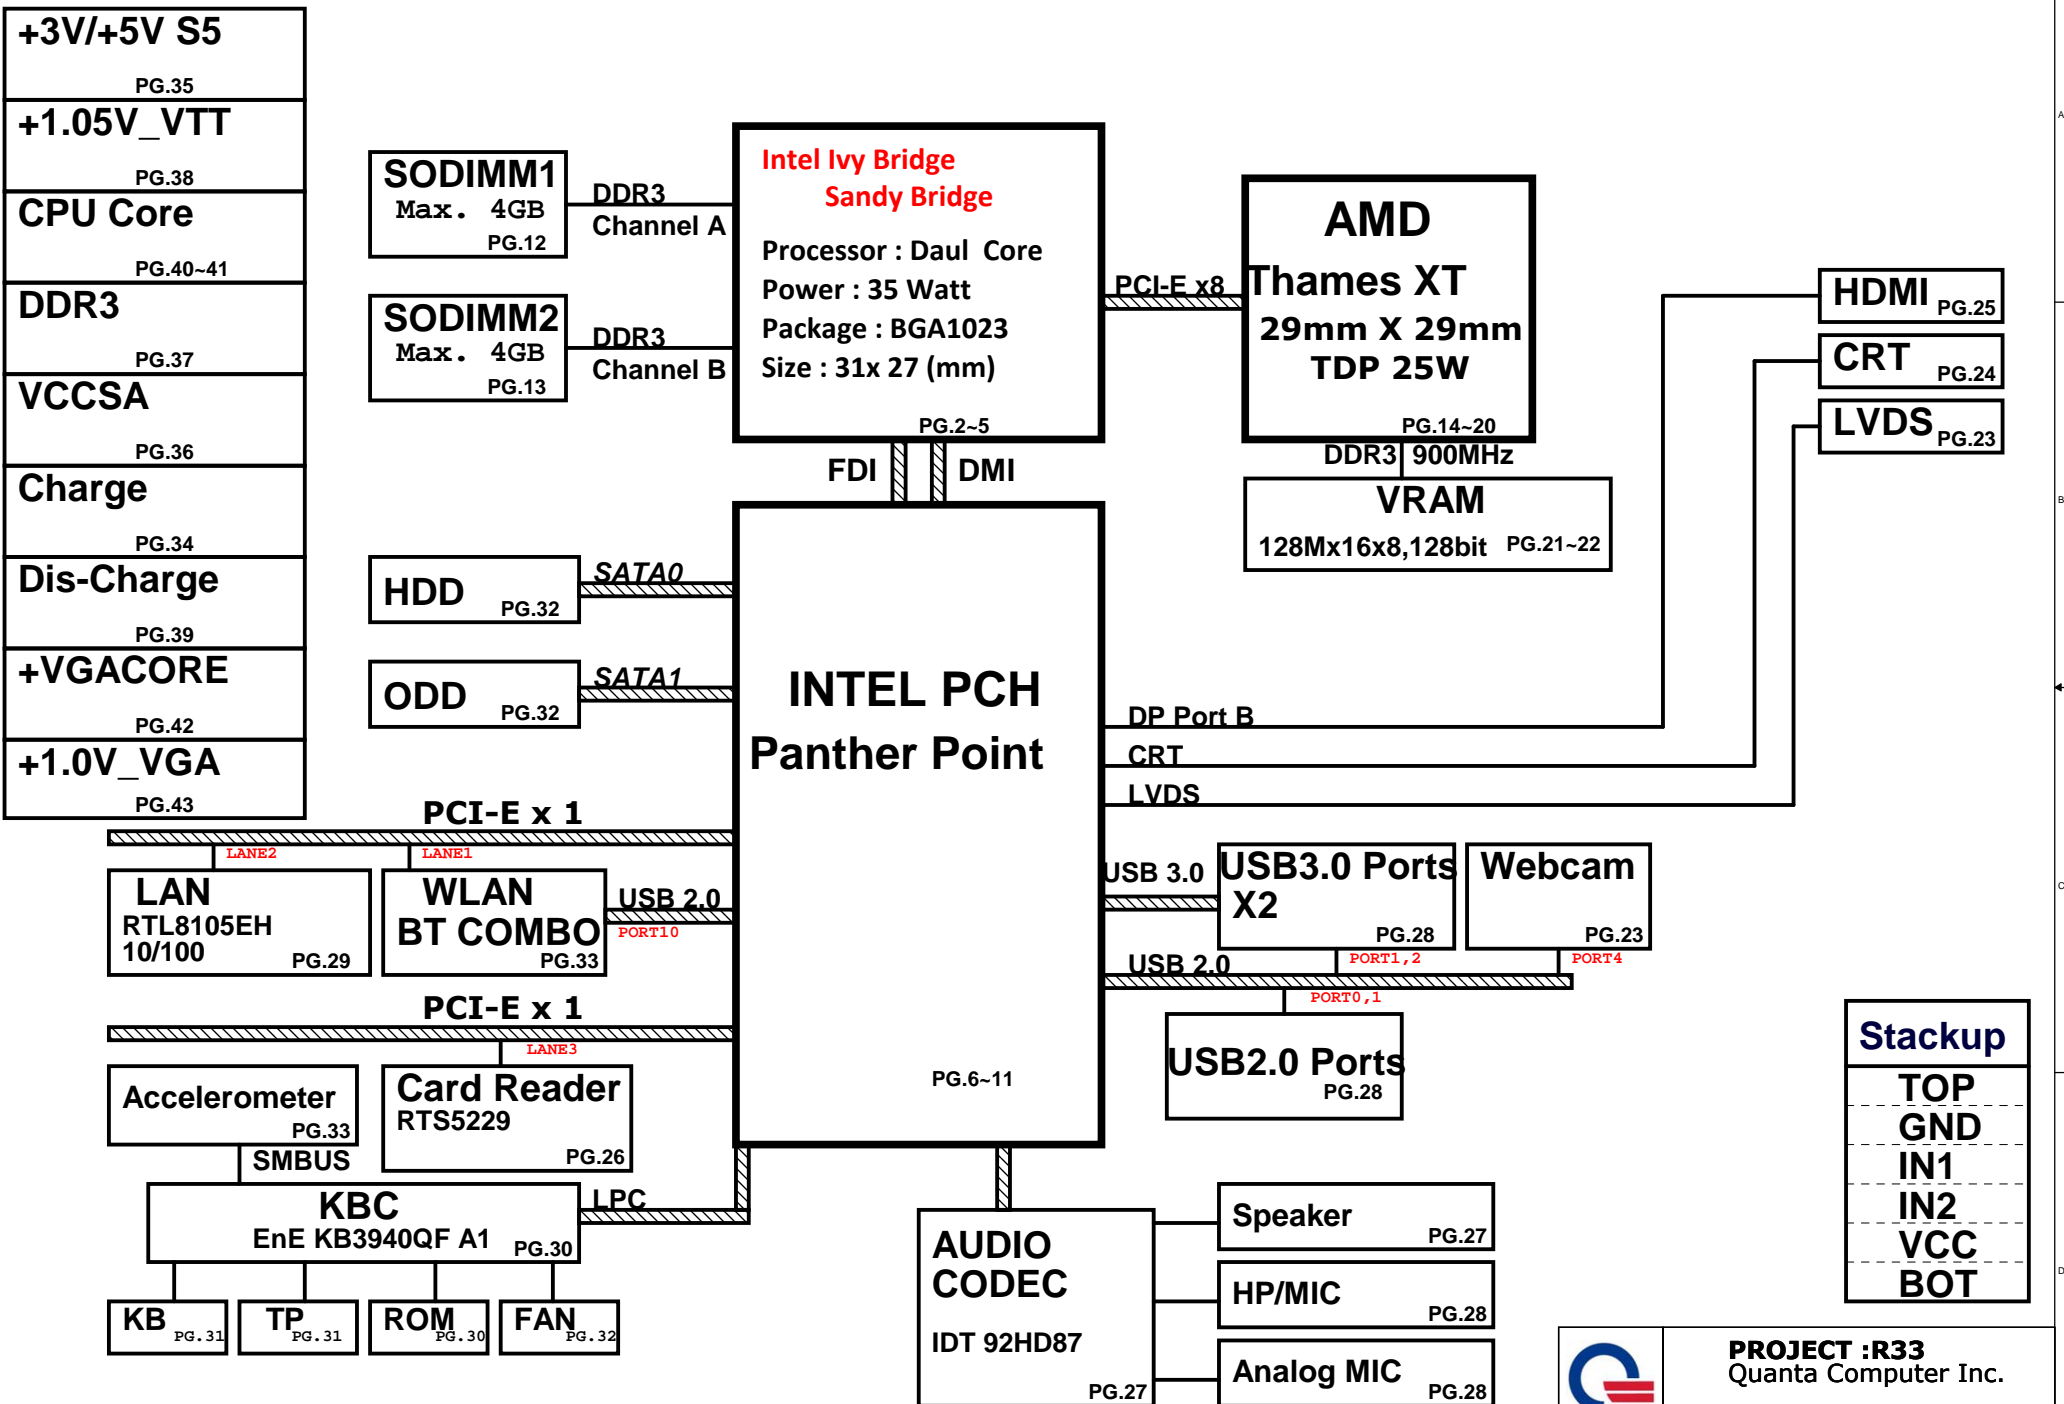 +3V/+5V S5
PG.35
+1.05V_VTT
PG.38
CPU Core
PG.40~41
DDR3
PG.37
VCCSA
PG.36
Charge
PG.34
Dis-Charge
PG.39
+VGACORE
PG.42
+1.0V_VGA
PG.43
SODIMM1
Max. 4GB
PG.12
DDR3
Channel A
SODIMM2
Max. 4GB
PG.13
DDR3
Channel B
Intel Ivy Bridge
Sandy Bridge
Processor : Daul Core
Power : 35 Watt
Package : BGA1023
Size : 31x 27 (mm)
PG.2~5
PCI-E x8
AMD
Thames XT
29mm X 29mm
TDP 25W
PG.14~20
DDR3 900MHz
VRAM
128Mx16x8,128bit PG.21~22
HDMI PG.25
CRT PG.24
LVDS PG.23
FDI DMI
HDD PG.32
SATA0
ODD PG.32
SATA1
INTEL PCH
Panther Point
PG.6~11
DP Port B
CRT
LVDS
PCI-E x 1
LANE2 LANE1
LAN
RTL8105EH
10/100 PG.29
WLAN
BT COMBO
PG.33
USB 2.0
PORT10
USB 3.0
USB3.0 Ports
X2
PG.28
Webcam
PG.23
USB 2.0
PORT1,2
PORT4
PORT0,1
USB2.0 Ports
PG.28
PCI-E x 1
LANE3
Accelerometer
PG.33
SMBUS
Card Reader
RTS5229
PG.26
KBC
EnE KB3940QF A1 PG.30
LPC
KB PG.31
TP PG.31
ROM PG.30
FAN PG.32
AUDIO
CODEC
IDT 92HD87
PG.27
Speaker
PG.27
HP/MIC
PG.28
Analog MIC
PG.28
Stackup
TOP
GND
IN1
IN2
VCC
BOT
PROJECT :R33
Quanta Computer Inc.
A
B
C
D